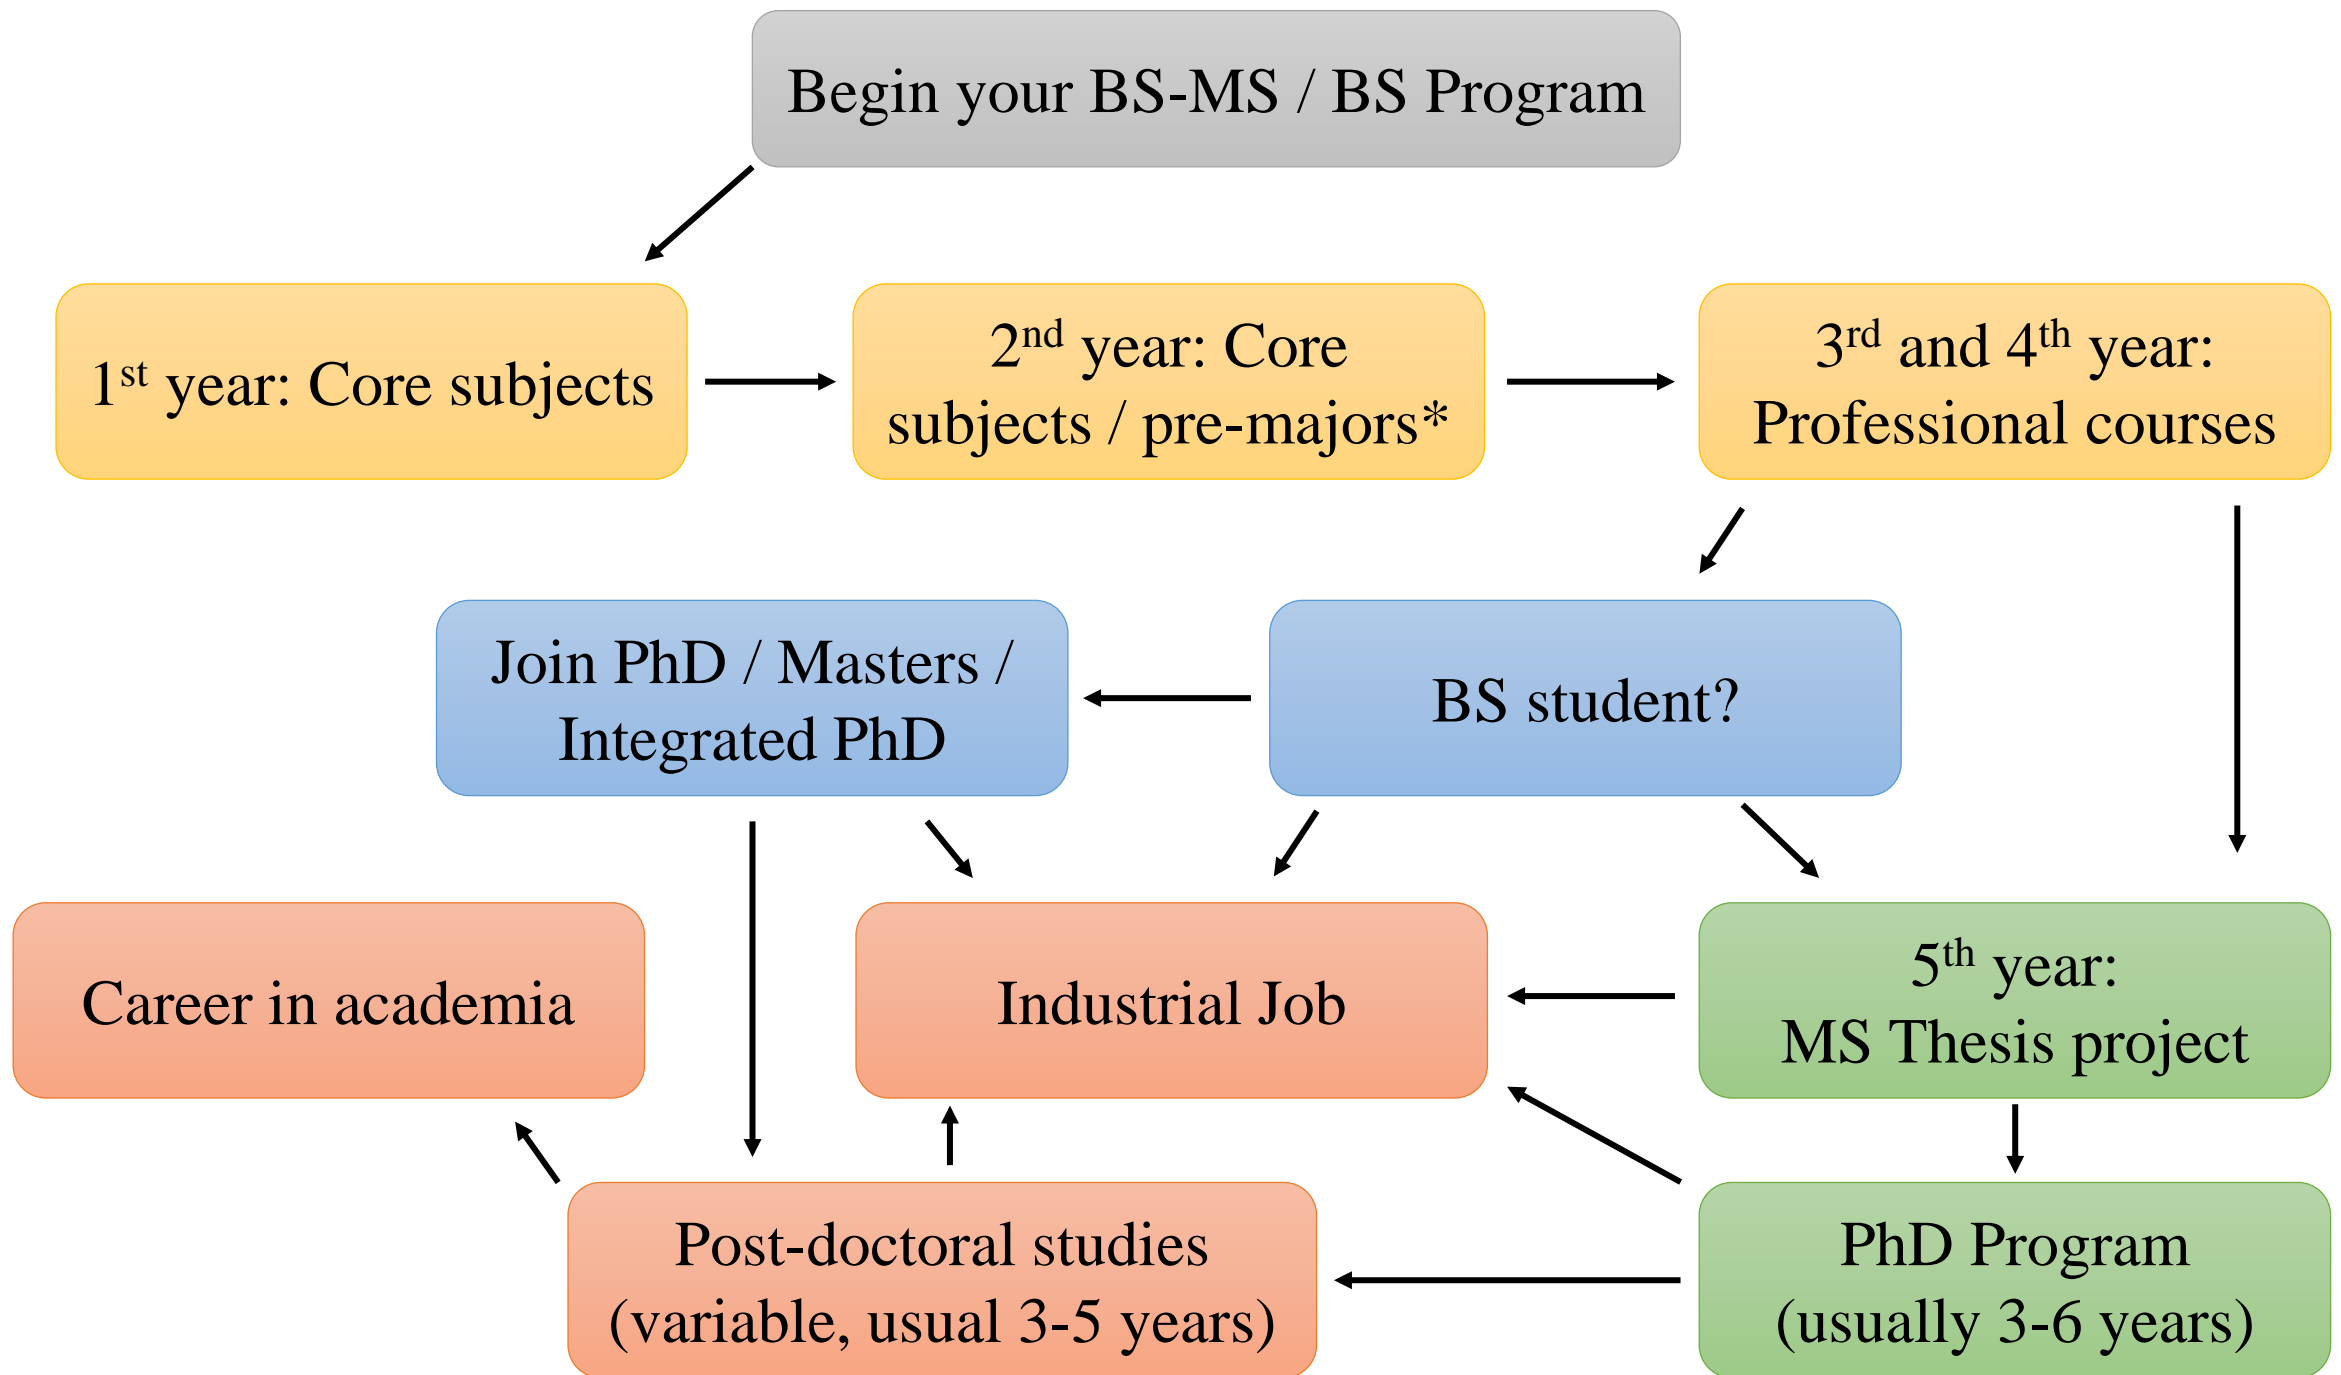 Begin your BS-MS / BS Program
1st year: Core subjects
2nd year: Core
subjects / pre-majors*
3rd and 4th year:
Professional courses
Join PhD / Masters /
Integrated PhD
BS student?
Career in academia
Industrial Job
5th year:
MS Thesis project
Post-doctoral studies
(variable, usual 3-5 years)
PhD Program
(usually 3-6 years)